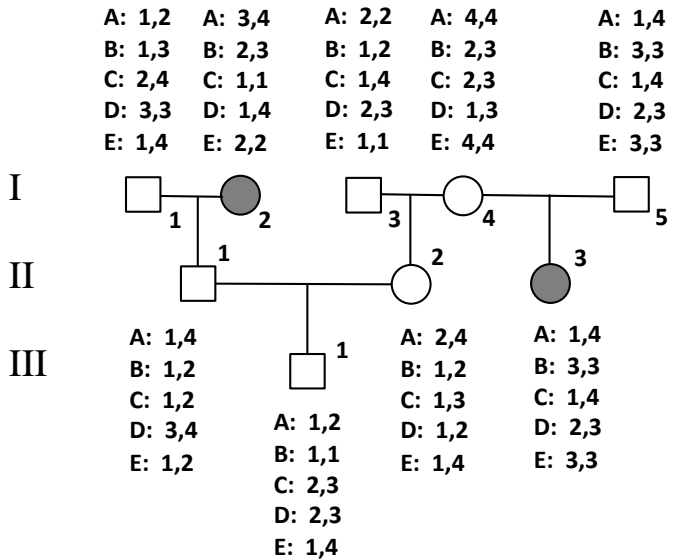 A: 1,2
B: 1,3
C: 2,4
D: 3,3
E: 1,4
A: 3,4
B: 2,3
C: 1,1
D: 1,4
E: 2,2
A: 2,2
B: 1,2
C: 1,4
D: 2,3
E: 1,1
A: 4,4
B: 2,3
C: 2,3
D: 1,3
E: 4,4
A: 1,4
B: 3,3
C: 1,4
D: 2,3
E: 3,3
I
1
2
3
4
5
II
1
2
3
III
1
A: 1,4
B: 1,2
C: 1,2
D: 3,4
E: 1,2
A: 1,2
B: 1,1
C: 2,3
D: 2,3
E: 1,4
A: 2,4
B: 1,2
C: 1,3
D: 1,2
E: 1,4
A: 1,4
B: 3,3
C: 1,4
D: 2,3
E: 3,3